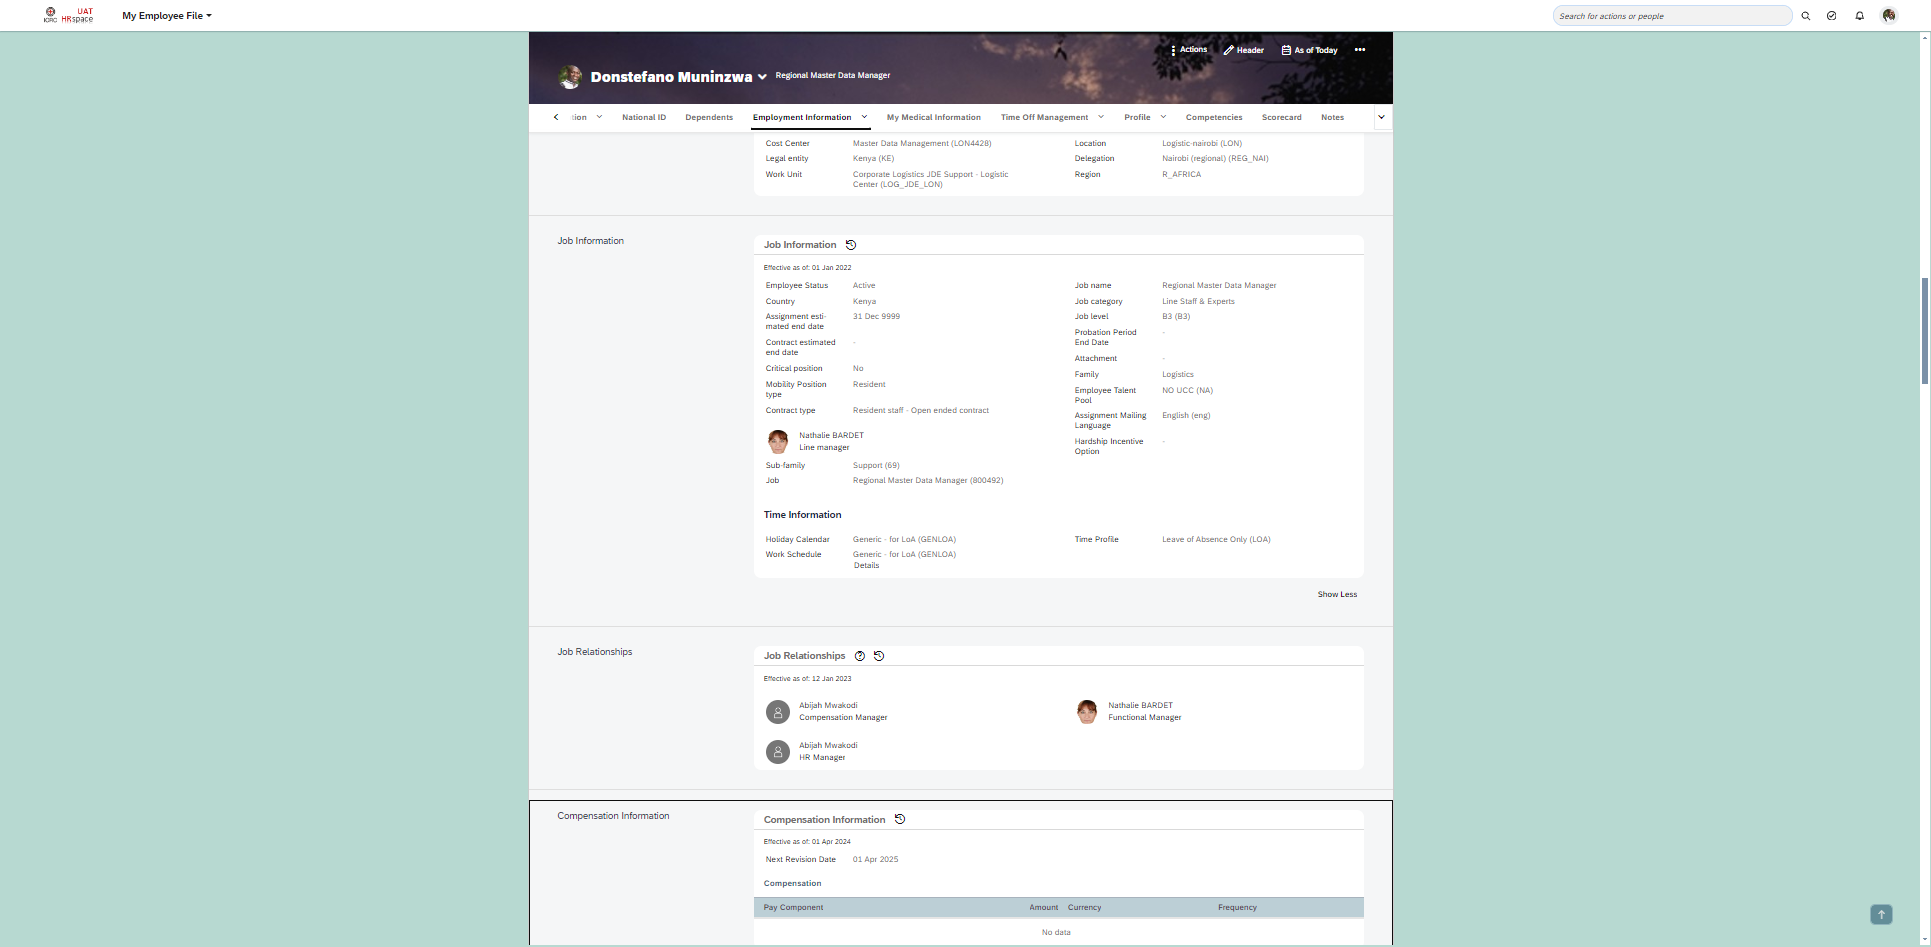 UAT
ICRC HRspace
My Employee File
Search for actions or people
Actions
Header
As of Today
Donstefano Muninzwa
Regional Master Data Manager
tion
National ID
Dependents
Employment Information
My Medical Information
Time Off Management
Profile
Competencies
Scorecard
Notes
Cost Center Master Data Management (LON4428)
Legal entity Kenya (KE)
Work Unit Corporate Logistics JDE Support - Logistic
Center (LOG_JDE_LON)
Location Logistic-nairobi (LON)
Delegation Nairobi (regional) (REG_NAI)
Region R_AFRICA
Job Information
Job Information
Effective as of: 01 Jan 2022
Employee Status Active
Country Kenya
Assignment esti-
mated end date 31 Dec 9999
Contract estimated
end date -
Critical position No
Mobility Position
type Resident
Contract type Resident staff - Open ended contract
Nathalie BARDET
Line manager
Sub-family Support (69)
Job Regional Master Data Manager (800492)
Job name Regional Master Data Manager
Job category Line Staff & Experts
Job level B3 (B3)
Probation Period
End Date -
Attachment -
Family Logistics
Employee Talent
Pool NO UCC (NA)
Assignment Mailing
Language English (eng)
Hardship Incentive
Option -
Time Information
Holiday Calendar Generic - for LoA (GENLOA)
Work Schedule Generic - for LoA (GENLOA)
Details
Time Profile Leave of Absence Only (LOA)
Show Less
Job Relationships
Job Relationships
Effective as of: 12 Jan 2023
Abijah Mwakodi
Compensation Manager
Nathalie BARDET
Functional Manager
Abijah Mwakodi
HR Manager
Compensation Information
Compensation Information
Effective as of: 01 Apr 2024
Next Revision Date 01 Apr 2025
Compensation
Pay Component Amount Currency Frequency
No data